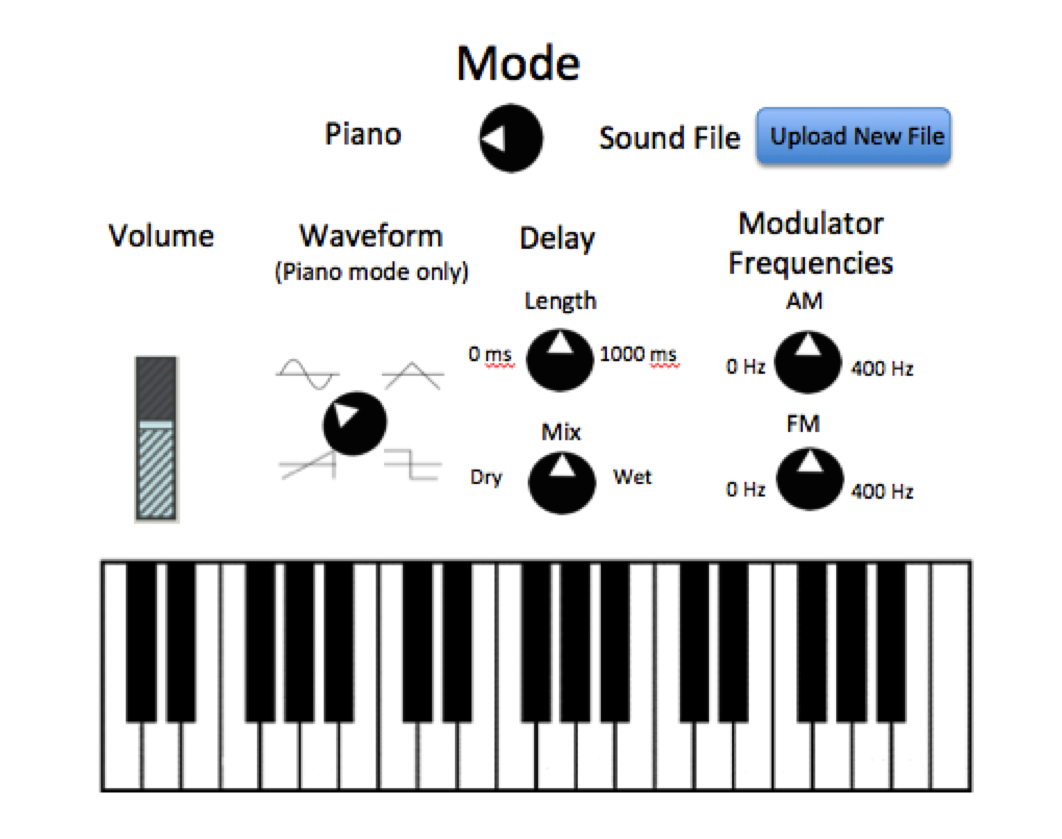 Mode
Piano
Sound File
Upload New File
Volume
Waveform
(Piano mode only)
Delay
Modulator
Frequencies
Length
0 ms
1000 ms
AM
0 Hz
400 Hz
Mix
Dry
Wet
FM
0 Hz
400 Hz